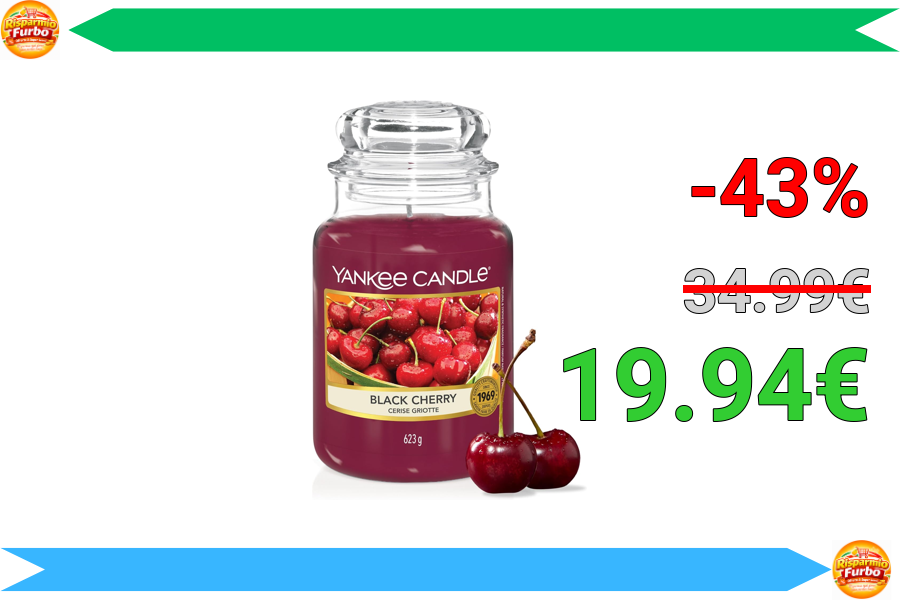 Risparmio
Furbo
-43%
34.99€
19.94€
YANKEE CANDLE®
BLACK CHERRY
CERISE GRIOTTE
1969
623 g
Risparmio
Furbo